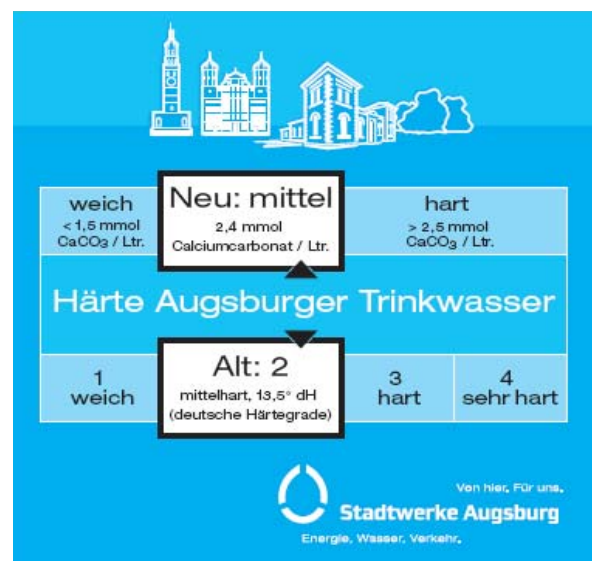 weich
< 1,5 mmol
CaCO₃ / Ltr.
Neu: mittel
2,4 mmol
Calciumcarbonat / Ltr.
hart
> 2,5 mmol
CaCO₃ / Ltr.
Härte Augsburger Trinkwasser
1
weich
Alt: 2
mittelhart, 13,5° dH
(deutsche Härtegrade)
3
hart
4
sehr hart
Von hier. Für uns.
Stadtwerke Augsburg
Energie, Wasser, Verkehr.